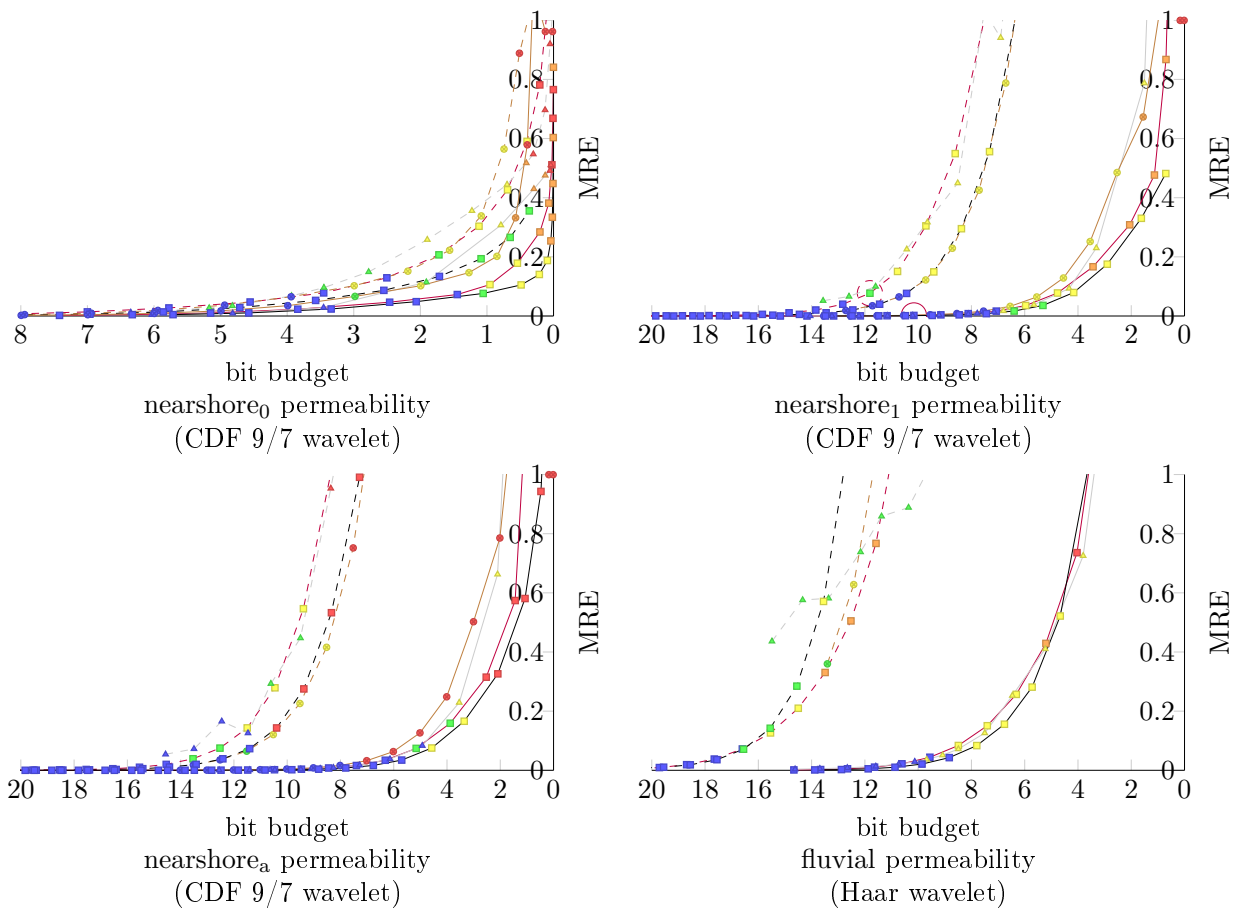 1
0.8
0.6
0.4
0.2
0
MRE
8 7 6 5 4 3 2 1 0
bit budget
nearshore₀ permeability
(CDF 9/7 wavelet)
1
0.8
0.6
0.4
0.2
0
MRE
20 18 16 14 12 10 8 6 4 2 0
bit budget
nearshore₁ permeability
(CDF 9/7 wavelet)
1
0.8
0.6
0.4
0.2
0
MRE
20 18 16 14 12 10 8 6 4 2 0
bit budget
nearshoreₐ permeability
(CDF 9/7 wavelet)
1
0.8
0.6
0.4
0.2
0
MRE
20 18 16 14 12 10 8 6 4 2 0
bit budget
fluvial permeability
(Haar wavelet)